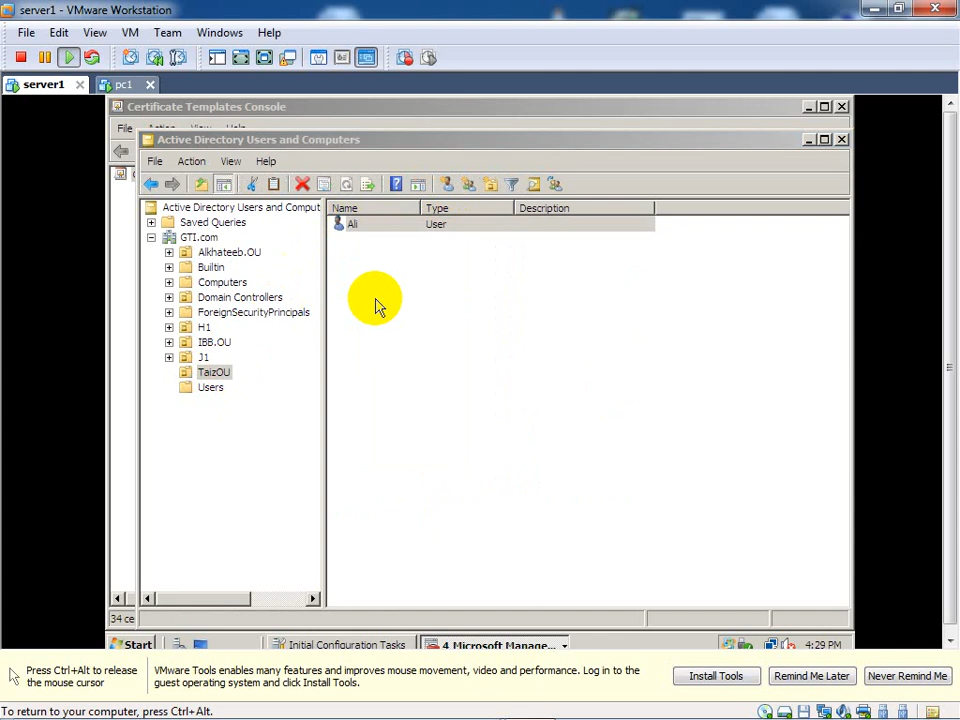 server1 - VMware Workstation
File Edit View VM Team Windows Help
server1 pc1
Certificate Templates Console
File Action View Help
Active Directory Users and Computers
File Action View Help
Active Directory Users and Comput
Name Type Description
Saved Queries
Ali User
GTI.com
Alkhateeb.OU
Builtin
Computers
Domain Controllers
ForeignSecurityPrincipals
H1
IBB.OU
J1
TaizOU
Users
34 ce
Start Initial Configuration Tasks 4 Microsoft Manage... 4:29 PM
Press Ctrl+Alt to release
the mouse cursor
VMware Tools enables many features and improves mouse movement, video and performance. Log in to the
guest operating system and click Install Tools.
Install Tools Remind Me Later Never Remind Me
To return to your computer, press Ctrl+Alt.